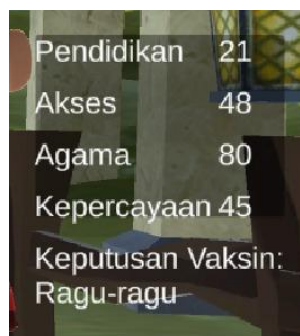 Pendidikan 21
Akses 48
Agama 80
Kepercayaan 45
Keputusan Vaksin:
Ragu-ragu